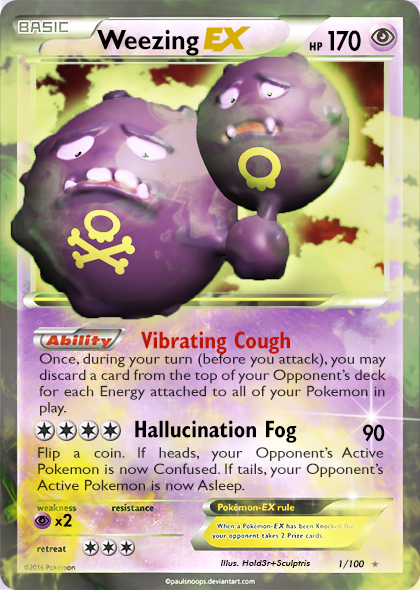 BASIC
Weezing EX HP 170
Ability Vibrating Cough
Once, during your turn (before you attack), you may
discard a card from the top of your Opponent's deck
for each Energy attached to all of your Pokemon in
play.
Hallucination Fog 90
Flip a coin. If heads, your Opponent's Active
Pokemon is now Confused. If tails, your Opponent's
Active Pokemon is now Asleep.
weakness resistance
x2
Pokémon-EX rule
When a Pokémon-EX has been Knocked Out,
your opponent takes 2 Prize cards.
retreat
Illus. Hold3r+Sculptris 1/100
©2016 Pokémon
©paulsnoops.deviantart.com